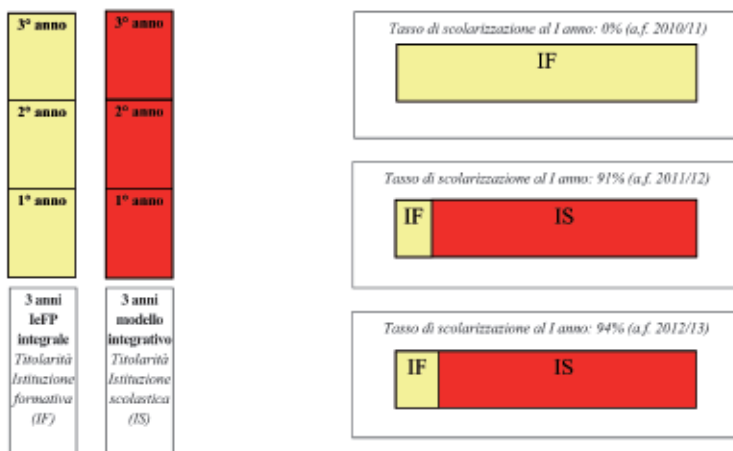 3° anno
2° anno
1° anno
3 anni
IeFP
integrale
Titolarità
Istituzione
formativa
(IF)
3° anno
2° anno
1° anno
3 anni
modello
integrativo
Titolarità
Istituzione
scolastica
(IS)
Tasso di scolarizzazione al I anno: 0% (a.f. 2010/11)
IF
Tasso di scolarizzazione al I anno: 91% (a.f. 2011/12)
IF IS
Tasso di scolarizzazione al I anno: 94% (a.f. 2012/13)
IF IS